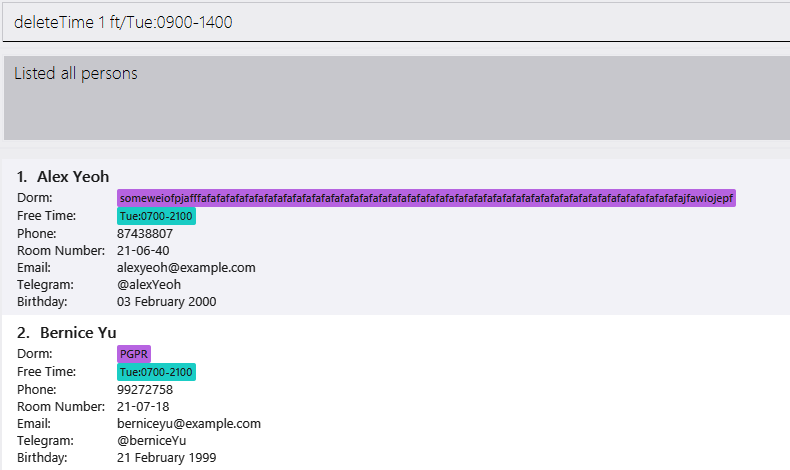 deleteTime 1 ft/Tue:0900-1400
Listed all persons
1. Alex Yeoh
Dorm: someweiofpjafffafafafafafafafafafafafafafafafafafafafafafafafafafafafafafafafafafafafafafafafafafafafafafafafajfawiojepf
Free Time: Tue:0700-2100
Phone: 87438807
Room Number: 21-06-40
Email: alexyeoh@example.com
Telegram: @alexYeoh
Birthday: 03 February 2000
2. Bernice Yu
Dorm: PGPR
Free Time: Tue:0700-2100
Phone: 99272758
Room Number: 21-07-18
Email: berniceyu@example.com
Telegram: @berniceYu
Birthday: 21 February 1999